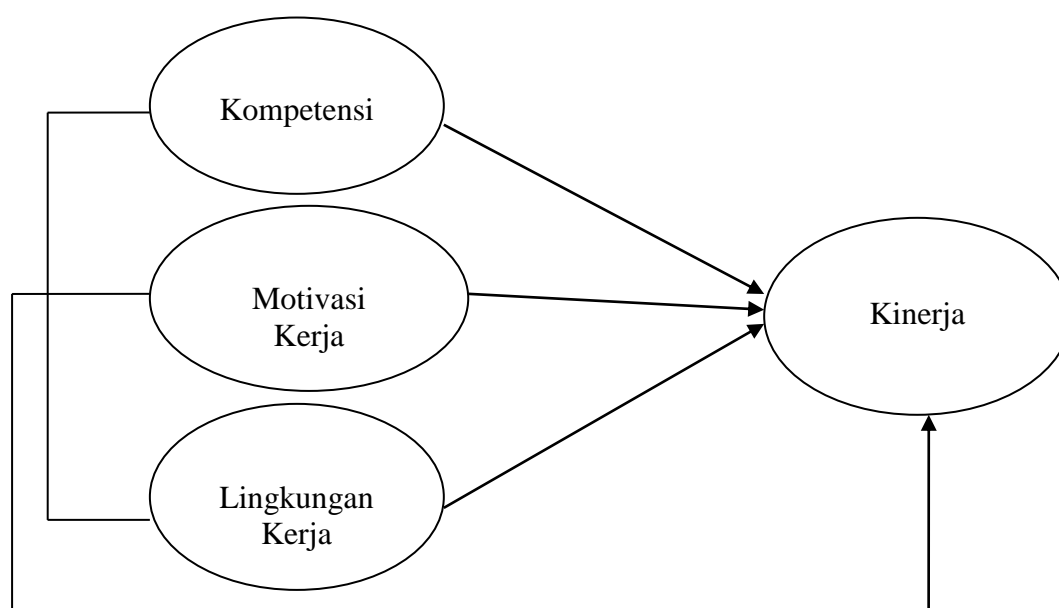 Kompetensi
Motivasi
Kerja
Lingkungan
Kerja
Kinerja